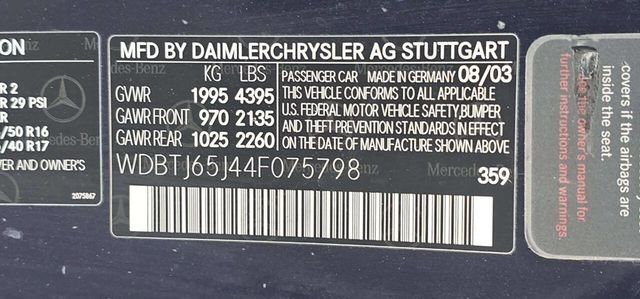 ON
R 2
R 29 PSI
/50 R16
/40 R17
ER AND OWNER'S
2075867
MFD BY DAIMLERCHRYSLER AG STUTTGART
KG LBS
GVWR 1995 4395
GAWR FRONT 970 2135
GAWR REAR 1025 2260
PASSENGER CAR MADE IN GERMANY 08/03
THIS VEHICLE CONFORMS TO ALL APPLICABLE
U.S. FEDERAL MOTOR VEHICLE SAFETY,BUMPER
AND THEFT PREVENTION STANDARDS IN
EFFECT ON THE DATE OF MANUFACTURE
SHOWN ABOVE.
WDBTJ65J44F075798
359
Mercedes-Benz
See the owner's
further instructions
and warnings.
covers if the airbags are
inside the seat.